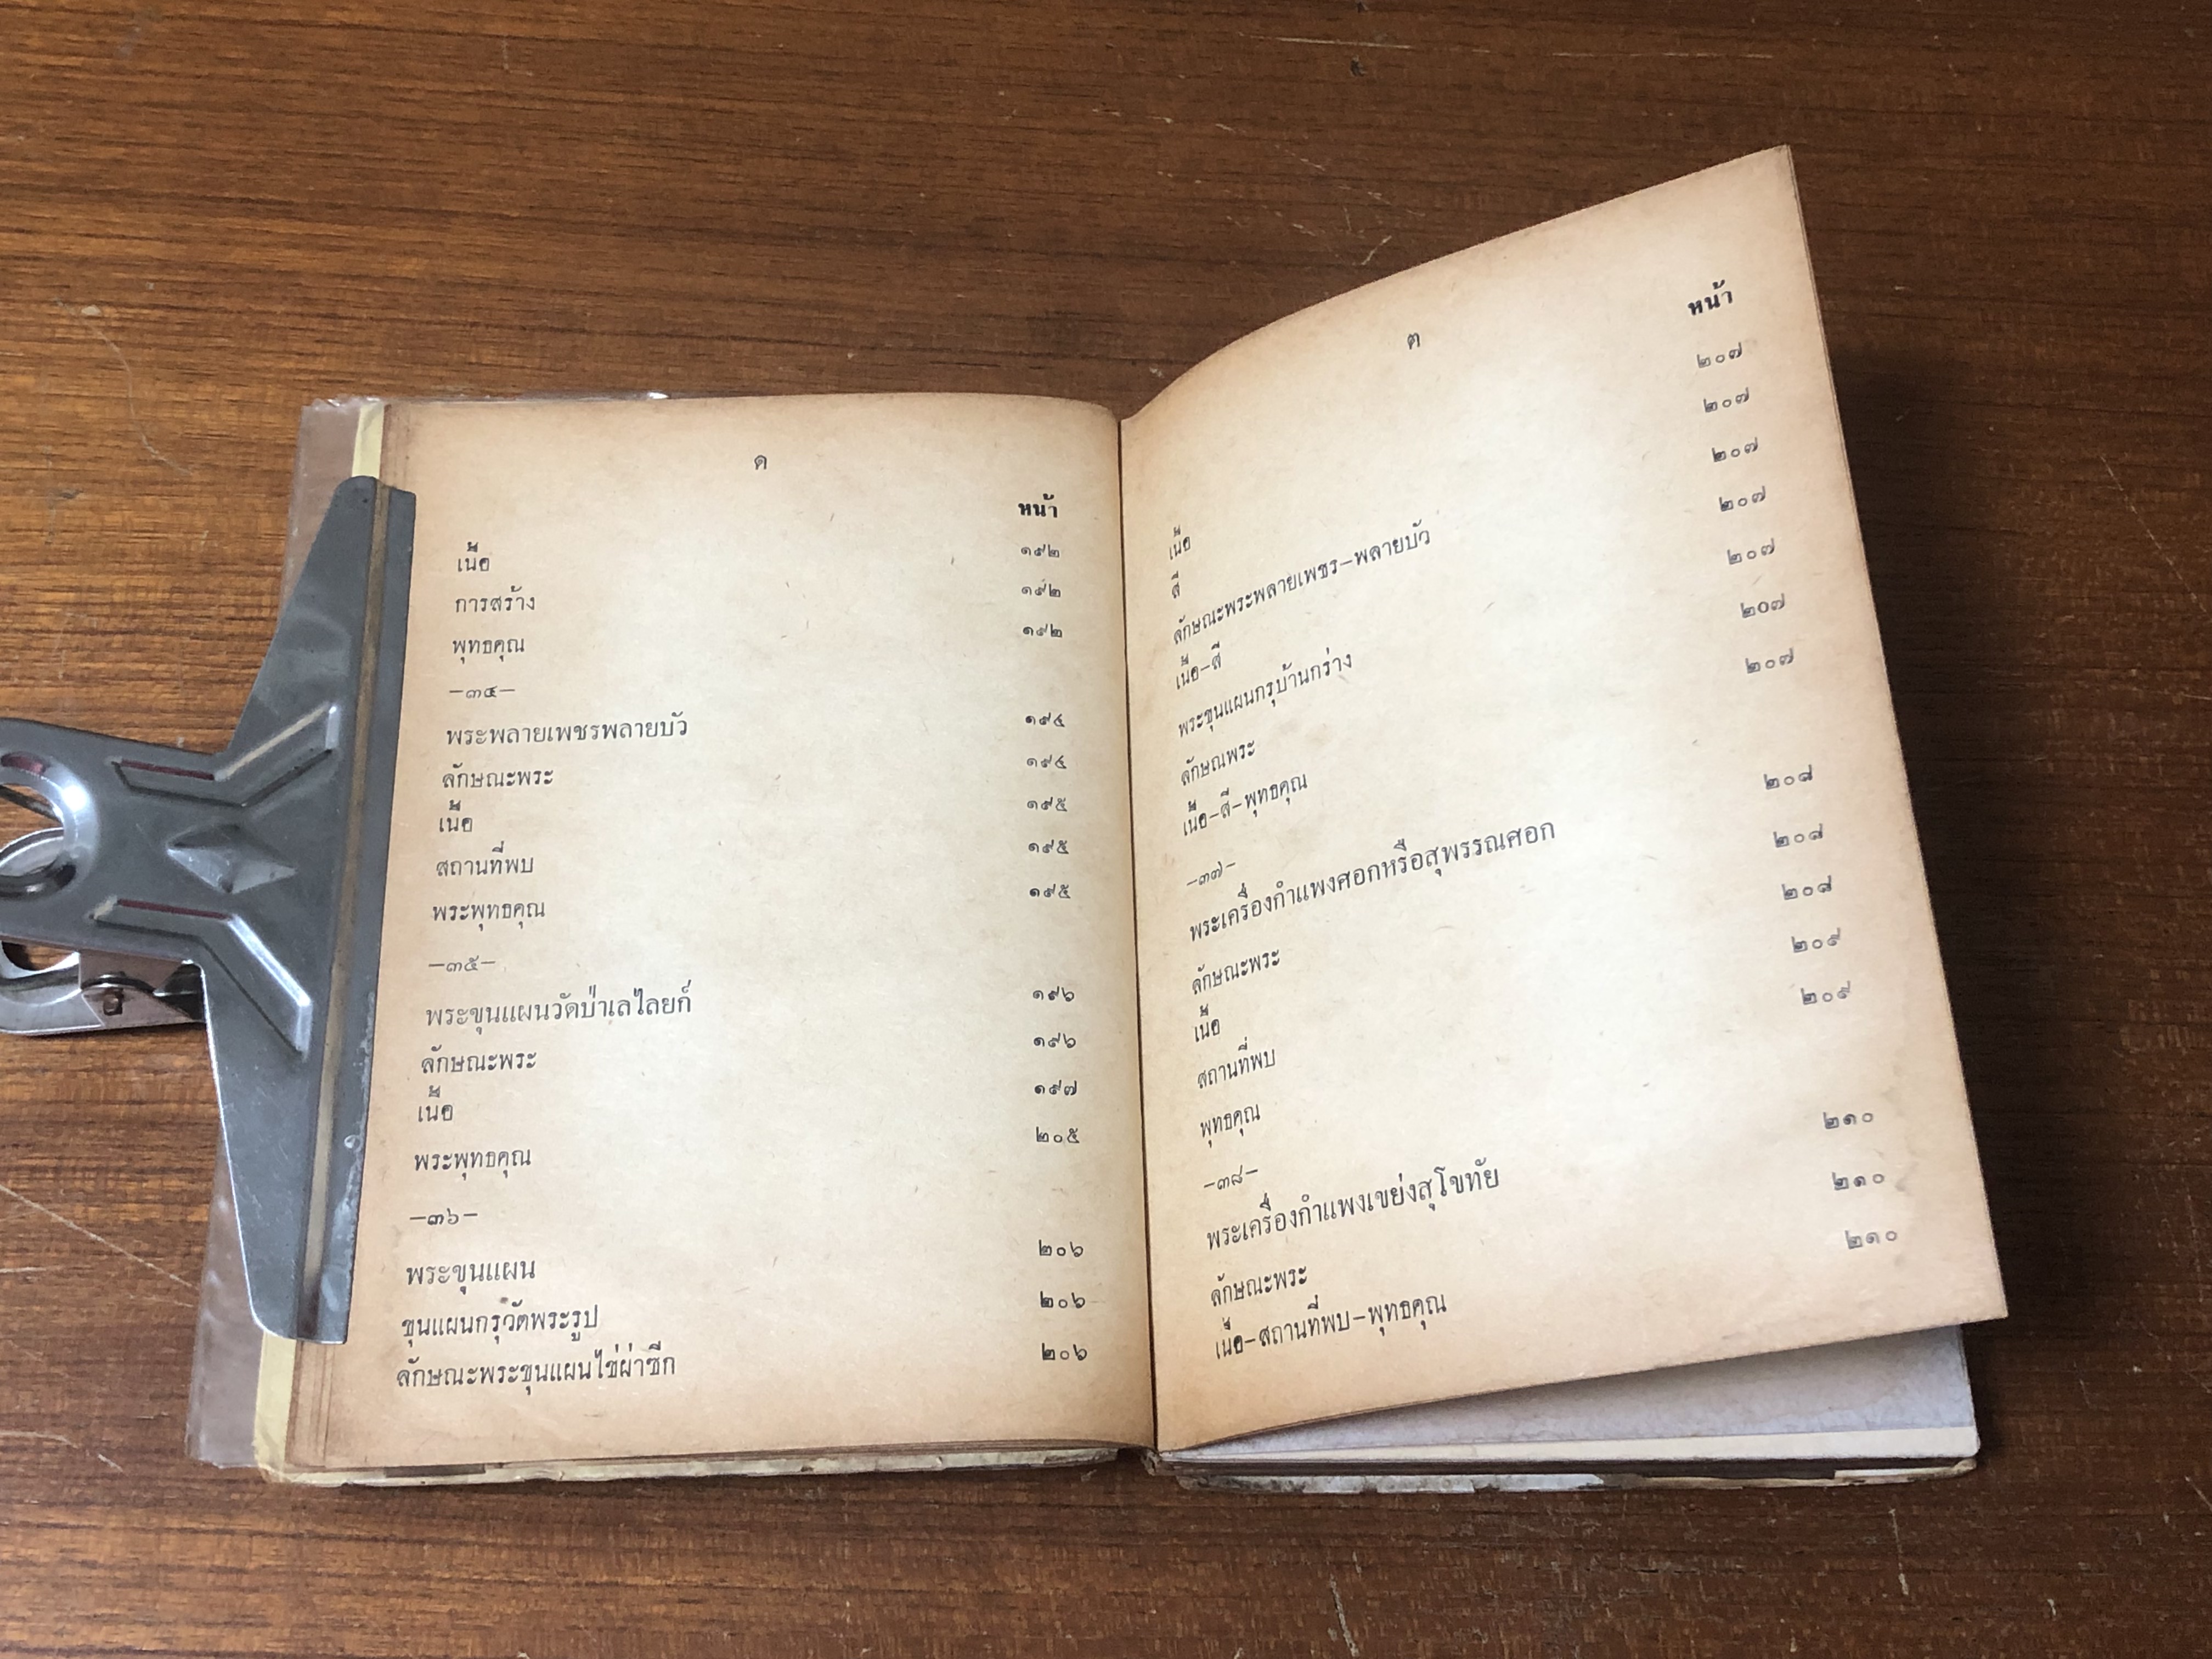 ด
หน้า
เนื้อ ๑๙๒
การสร้าง ๑๙๒
พุทธคุณ ๑๙๒
—๓๔—
พระพลายเพชรพลายบัว ๑๙๔
ลักษณะพระ ๑๙๔
เนื้อ ๑๙๕
สถานที่พบ ๑๙๕
พระพุทธคุณ ๑๙๕
—๓๕—
พระขุนแผนวัดป่าเลไลยก์ ๑๙๖
ลักษณะพระ ๑๙๖
เนื้อ ๑๙๗
พระพุทธคุณ ๒๐๕
—๓๖—
พระขุนแผน ๒๐๖
ขุนแผนกรุวัตพระรูป ๒๐๖
ลักษณะพระขุนแผนไข่ผ่าซีก ๒๐๖
ต
หน้า
เนื้อ ๒๐๗
สี ๒๐๗
ลักษณะพระพลายเพชร—พลายบัว ๒๐๗
เนื้อ—สี ๒๐๗
พระขุนแผนกรุบ้านกร่าง ๒๐๗
ลักษณพระ ๒๐๗
เนื้อ—สี—พุทธคุณ ๒๐๗
—๓๗—
พระเครื่องกำแพงศอกหรือสุพรรณศอก ๒๐๘
ลักษณะพระ ๒๐๘
เนื้อ ๒๐๘
สถานที่พบ ๒๐๙
พุทธคุณ ๒๐๙
—๓๘—
พระเครื่องกำแพงเขย่งสุโขทัย ๒๑๐
ลักษณะพระ ๒๑๐
เนื้อ—สถานที่พบ—พุทธคุณ ๒๑๐